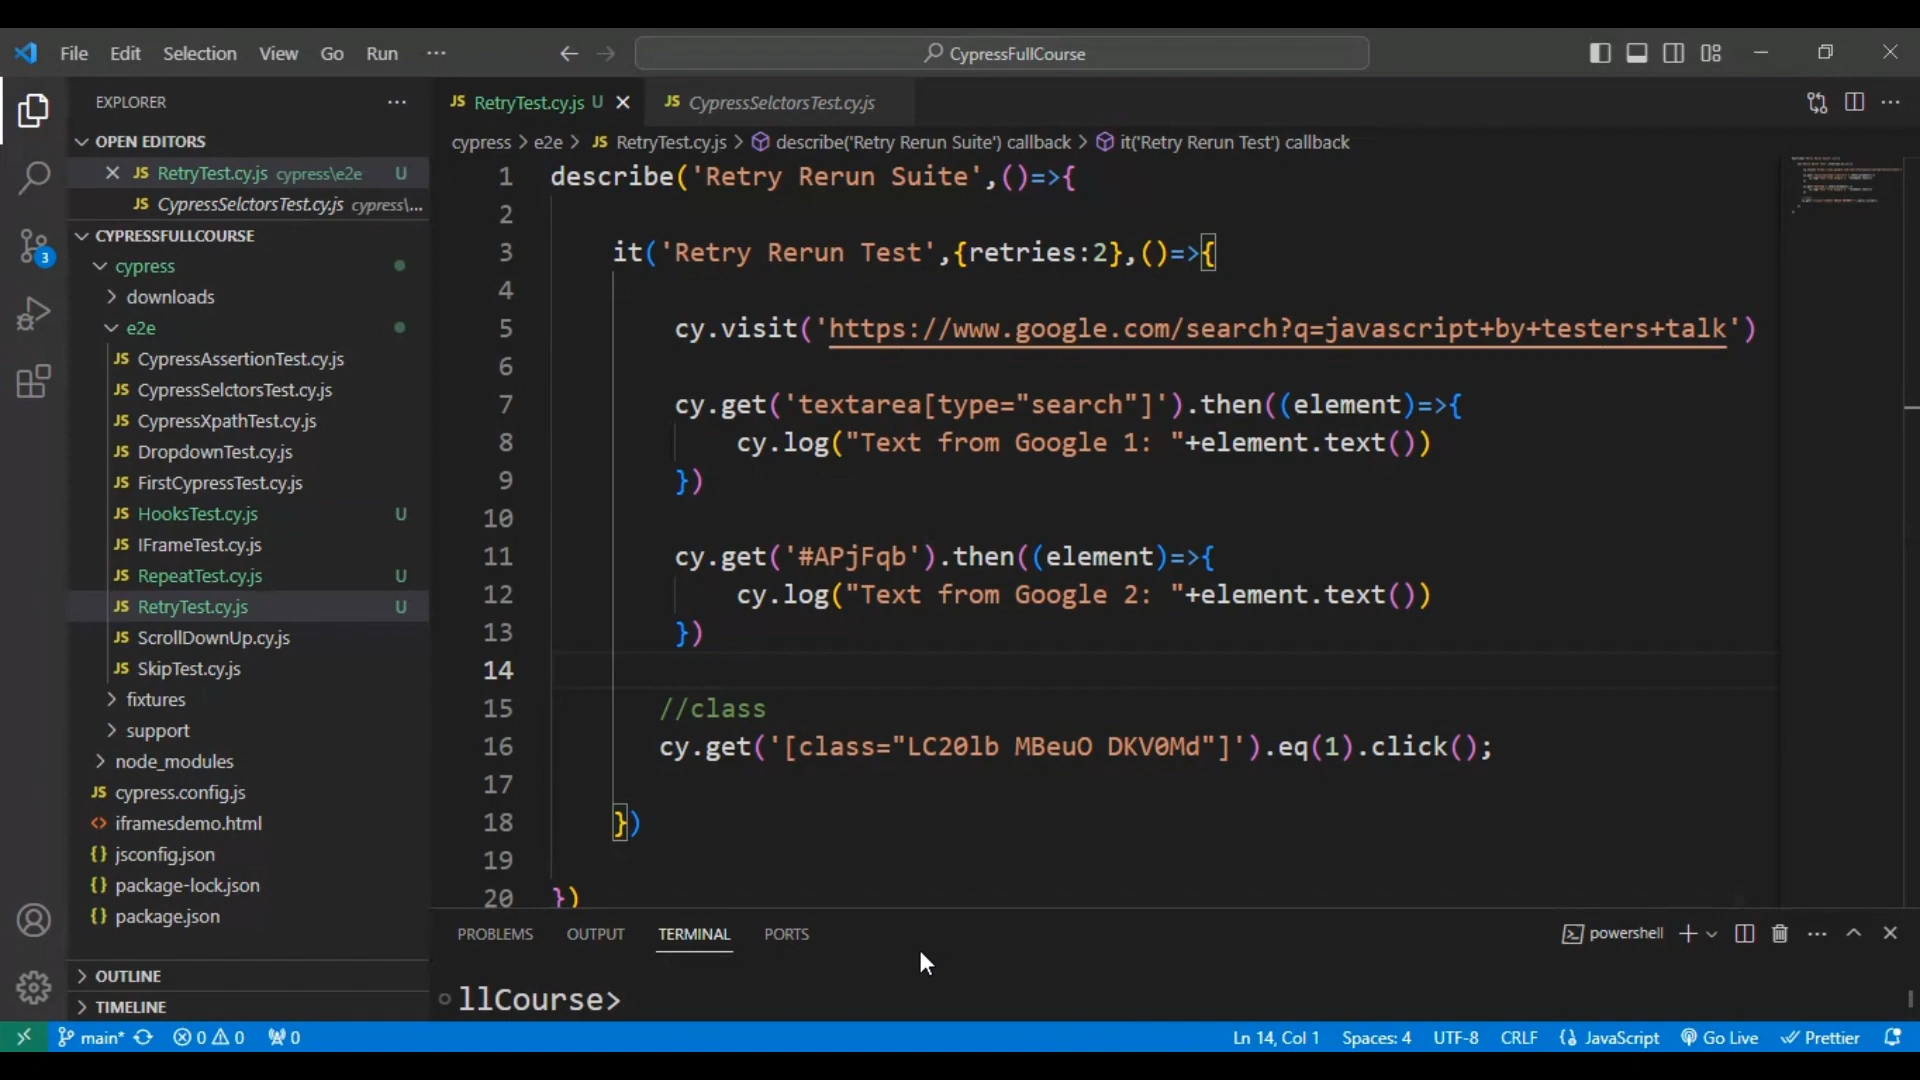 File Edit Selection View Go Run ··· CypressFullCourse
EXPLORER ···
OPEN EDITORS
JS RetryTest.cy.js cypress\e2e U
JS CypressSelctorsTest.cy.js cypress\...
CYPRESSFULLCOURSE
cypress
downloads
e2e
JS CypressAssertionTest.cy.js
JS CypressSelctorsTest.cy.js
JS CypressXpathTest.cy.js
JS DropdownTest.cy.js
JS FirstCypressTest.cy.js
JS HooksTest.cy.js U
JS IFrameTest.cy.js
JS RepeatTest.cy.js U
JS RetryTest.cy.js U
JS ScrollDownUp.cy.js
JS SkipTest.cy.js
fixtures
support
node_modules
JS cypress.config.js
<> iframesdemo.html
{} jsconfig.json
{} package-lock.json
{} package.json
OUTLINE
TIMELINE
3
JS RetryTest.cy.js U JS CypressSelctorsTest.cy.js
cypress > e2e > JS RetryTest.cy.js > describe('Retry Rerun Suite') callback > it('Retry Rerun Test') callback
1 describe('Retry Rerun Suite',()=>{
2
3 it('Retry Rerun Test',{retries:2},()=>{
4
5 cy.visit('https://www.google.com/search?q=javascript+by+testers+talk')
6
7 cy.get('textarea[type="search"]').then((element)=>{
8 cy.log("Text from Google 1: "+element.text())
9 })
10
11 cy.get('#APjFqb').then((element)=>{
12 cy.log("Text from Google 2: "+element.text())
13 })
14
15 //class
16 cy.get('[class="LC20lb MBeuO DKV0Md"]').eq(1).click();
17
18 })
19
20 })
PROBLEMS OUTPUT TERMINAL PORTS powershell
llCourse>
main* 0 0 0 Ln 14, Col 1 Spaces: 4 UTF-8 CRLF JavaScript Go Live Prettier